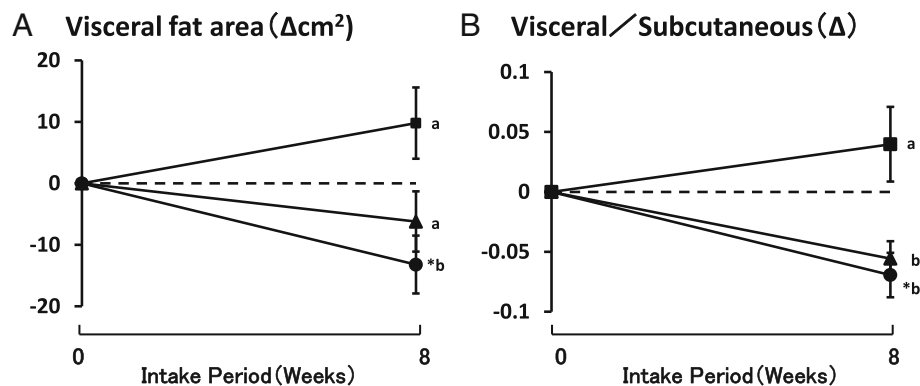 A Visceral fat area(Δcm²)
20
10
0
-10
-20
a
a
*b
0
8
Intake Period(Weeks)
B Visceral／Subcutaneous(Δ)
0.1
0.05
0
-0.05
-0.1
a
b
*b
0
8
Intake Period(Weeks)